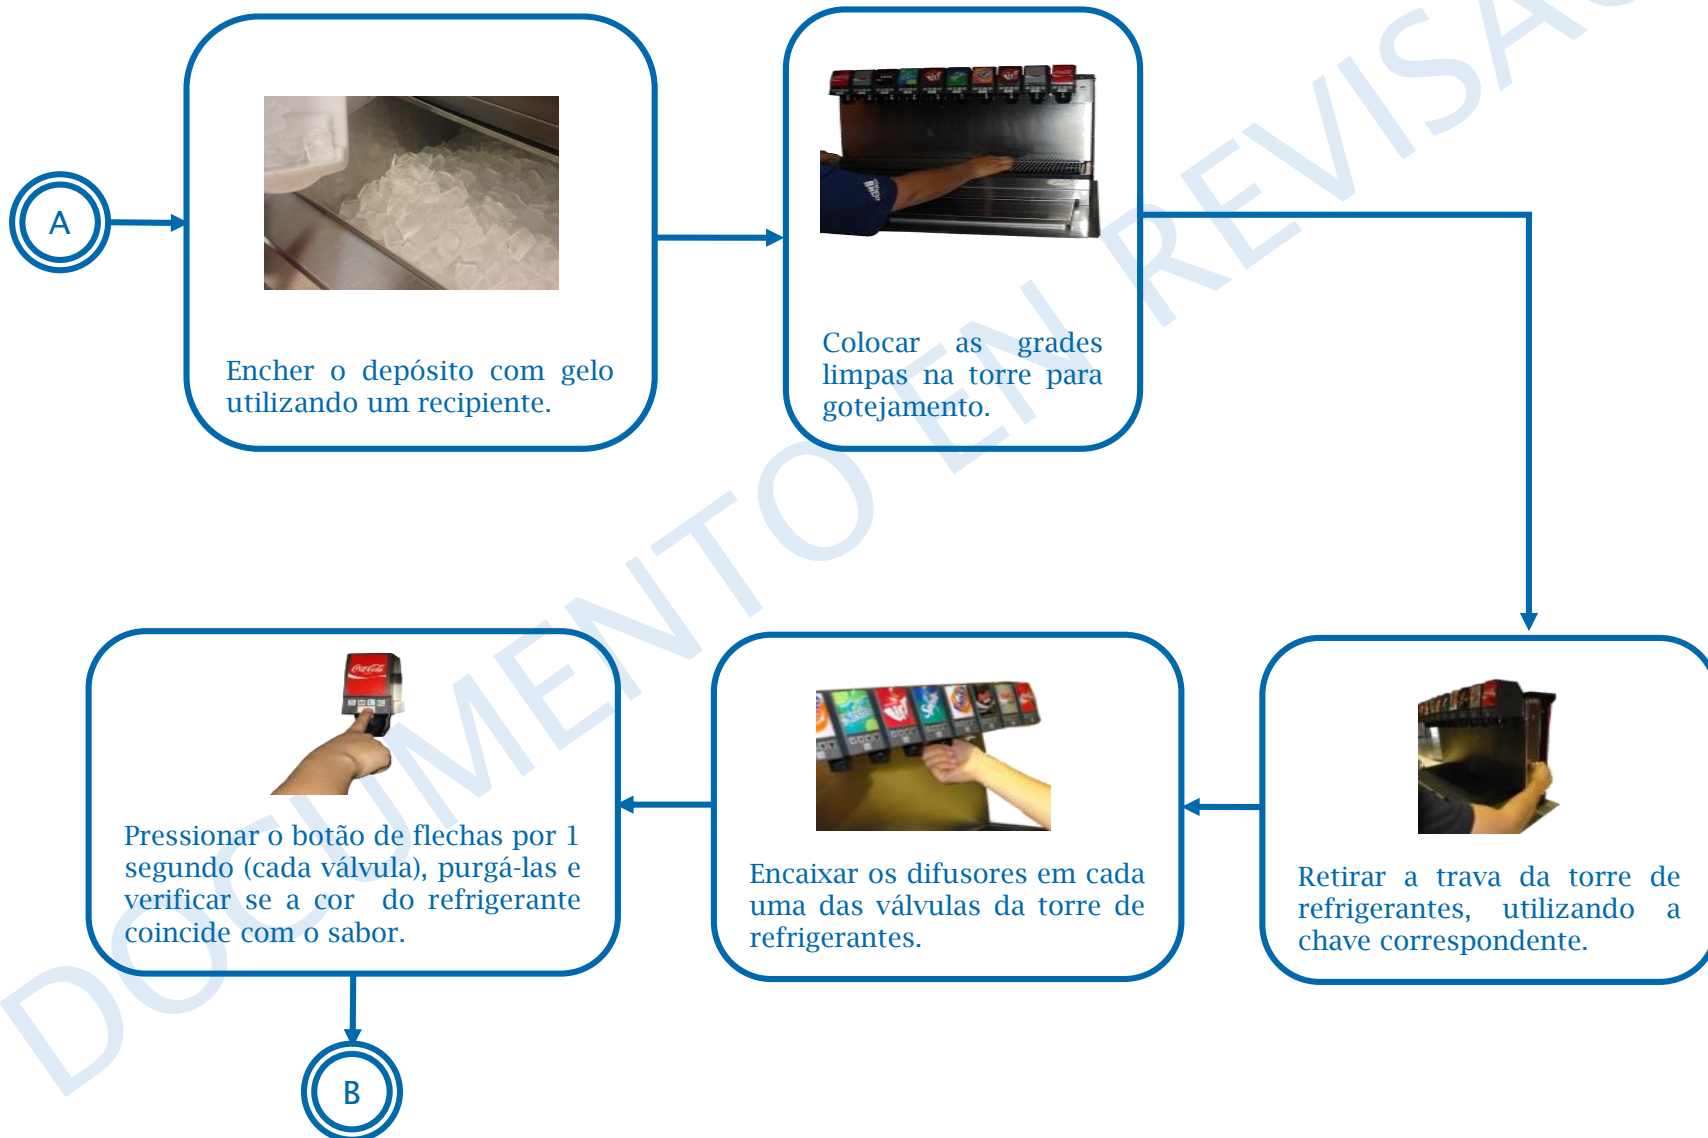 A
Encher o depósito com gelo
utilizando um recipiente.
Colocar as grades
limpas na torre para
gotejamento.
Pressionar o botão de flechas por 1
segundo (cada válvula), purgá-las e
verificar se a cor do refrigerante
coincide com o sabor.
Encaixar os difusores em cada
uma das válvulas da torre de
refrigerantes.
Retirar a trava da torre de
refrigerantes, utilizando a
chave correspondente.
B
DOCUMENTO EN REVISA
Coca-Cola